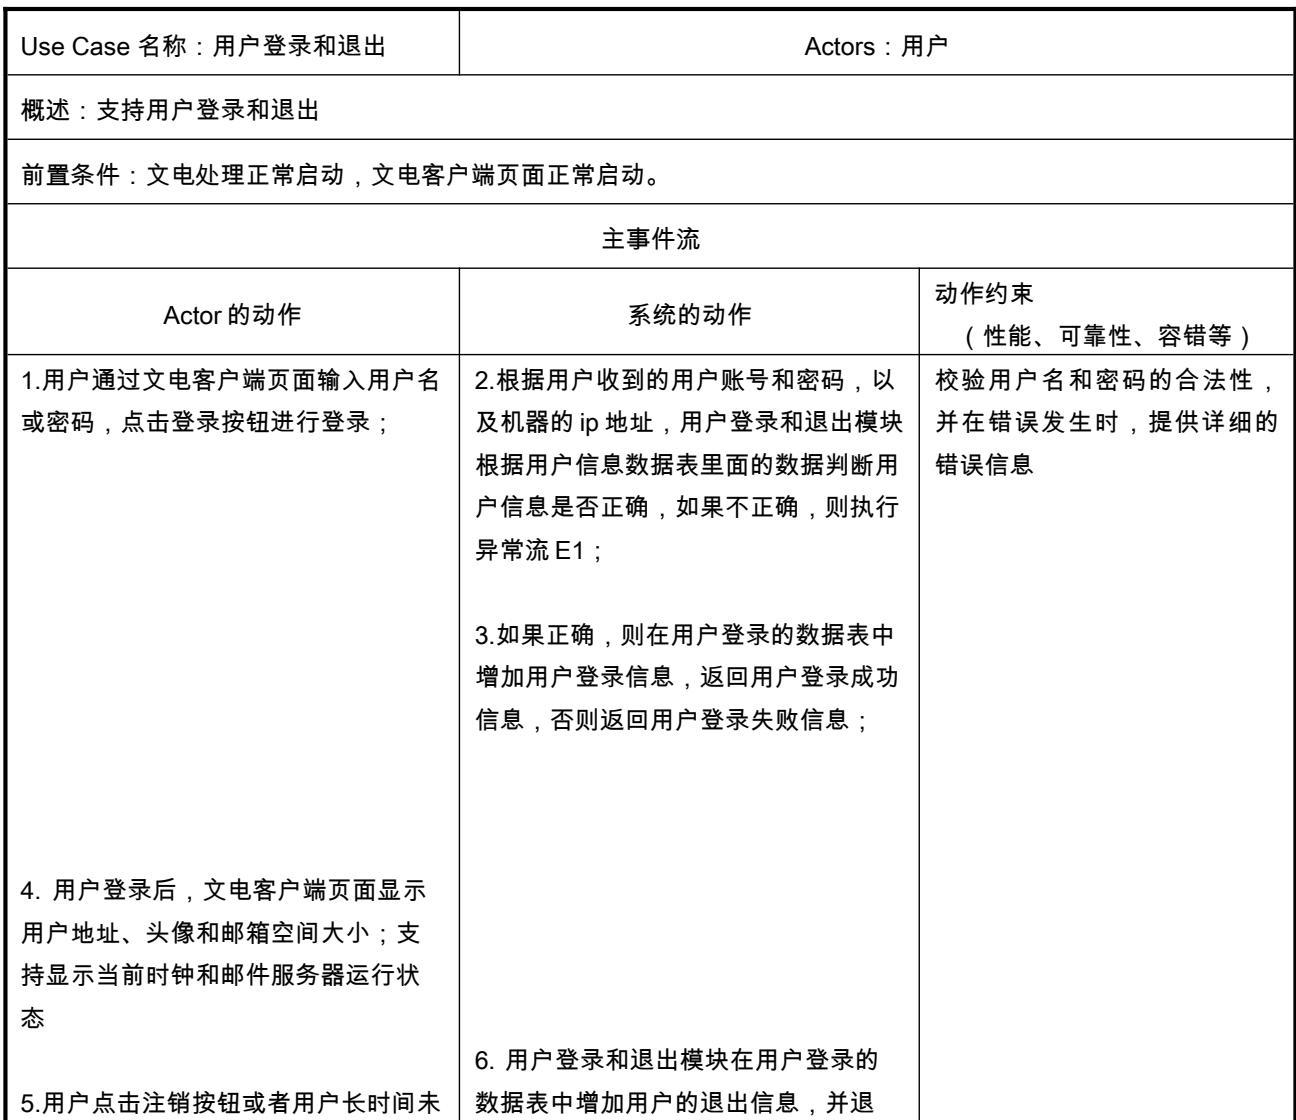 Use Case 名称：用户登录和退出
Actors：用户
概述：支持用户登录和退出
前置条件：文电处理正常启动，文电客户端页面正常启动。
主事件流
Actor 的动作
系统的动作
动作约束
（性能、可靠性、容错等）
1.用户通过文电客户端页面输入用户名
或密码，点击登录按钮进行登录；
4. 用户登录后，文电客户端页面显示
用户地址、头像和邮箱空间大小；支
持显示当前时钟和邮件服务器运行状
态
5.用户点击注销按钮或者用户长时间未
2.根据用户收到的用户账号和密码，以
及机器的 ip 地址，用户登录和退出模块
根据用户信息数据表里面的数据判断用
户信息是否正确，如果不正确，则执行
异常流 E1；
3.如果正确，则在用户登录的数据表中
增加用户登录信息，返回用户登录成功
信息，否则返回用户登录失败信息；
6. 用户登录和退出模块在用户登录的
数据表中增加用户的退出信息，并退
校验用户名和密码的合法性，
并在错误发生时，提供详细的
错误信息